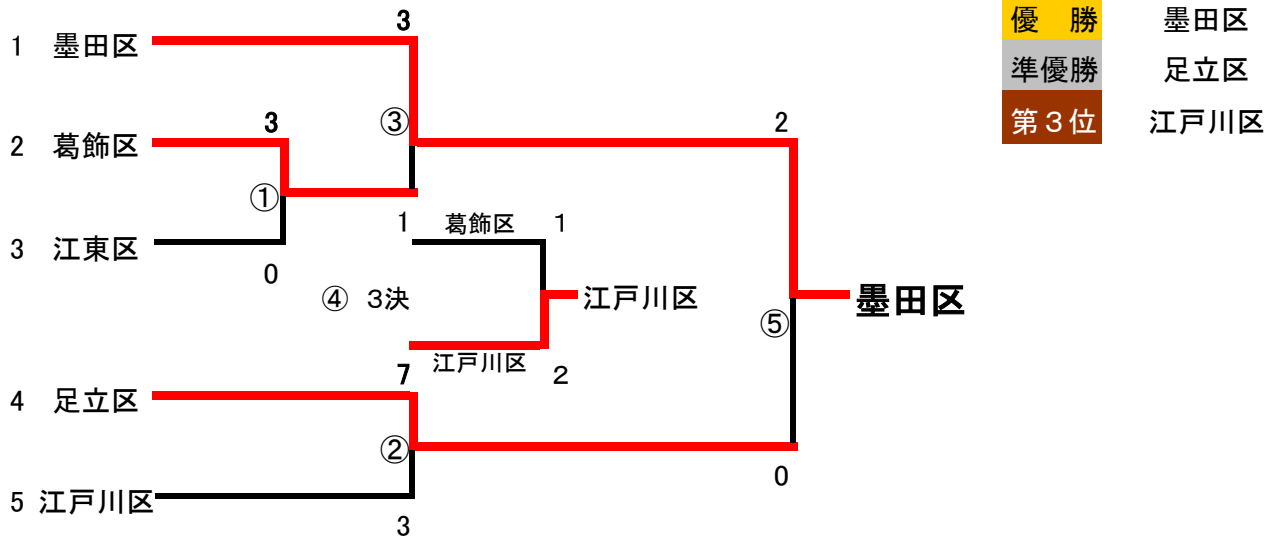 3
優　勝　墨田区
1 墨田区
準優勝　足立区
3 ③ 2
第３位　江戸川区
2 葛飾区
①
1 葛飾区 1
3 江東区
0
④ ３決 江戸川区 墨田区
⑤
江戸川区 2
7
4 足立区
②
0
5 江戸川区
3